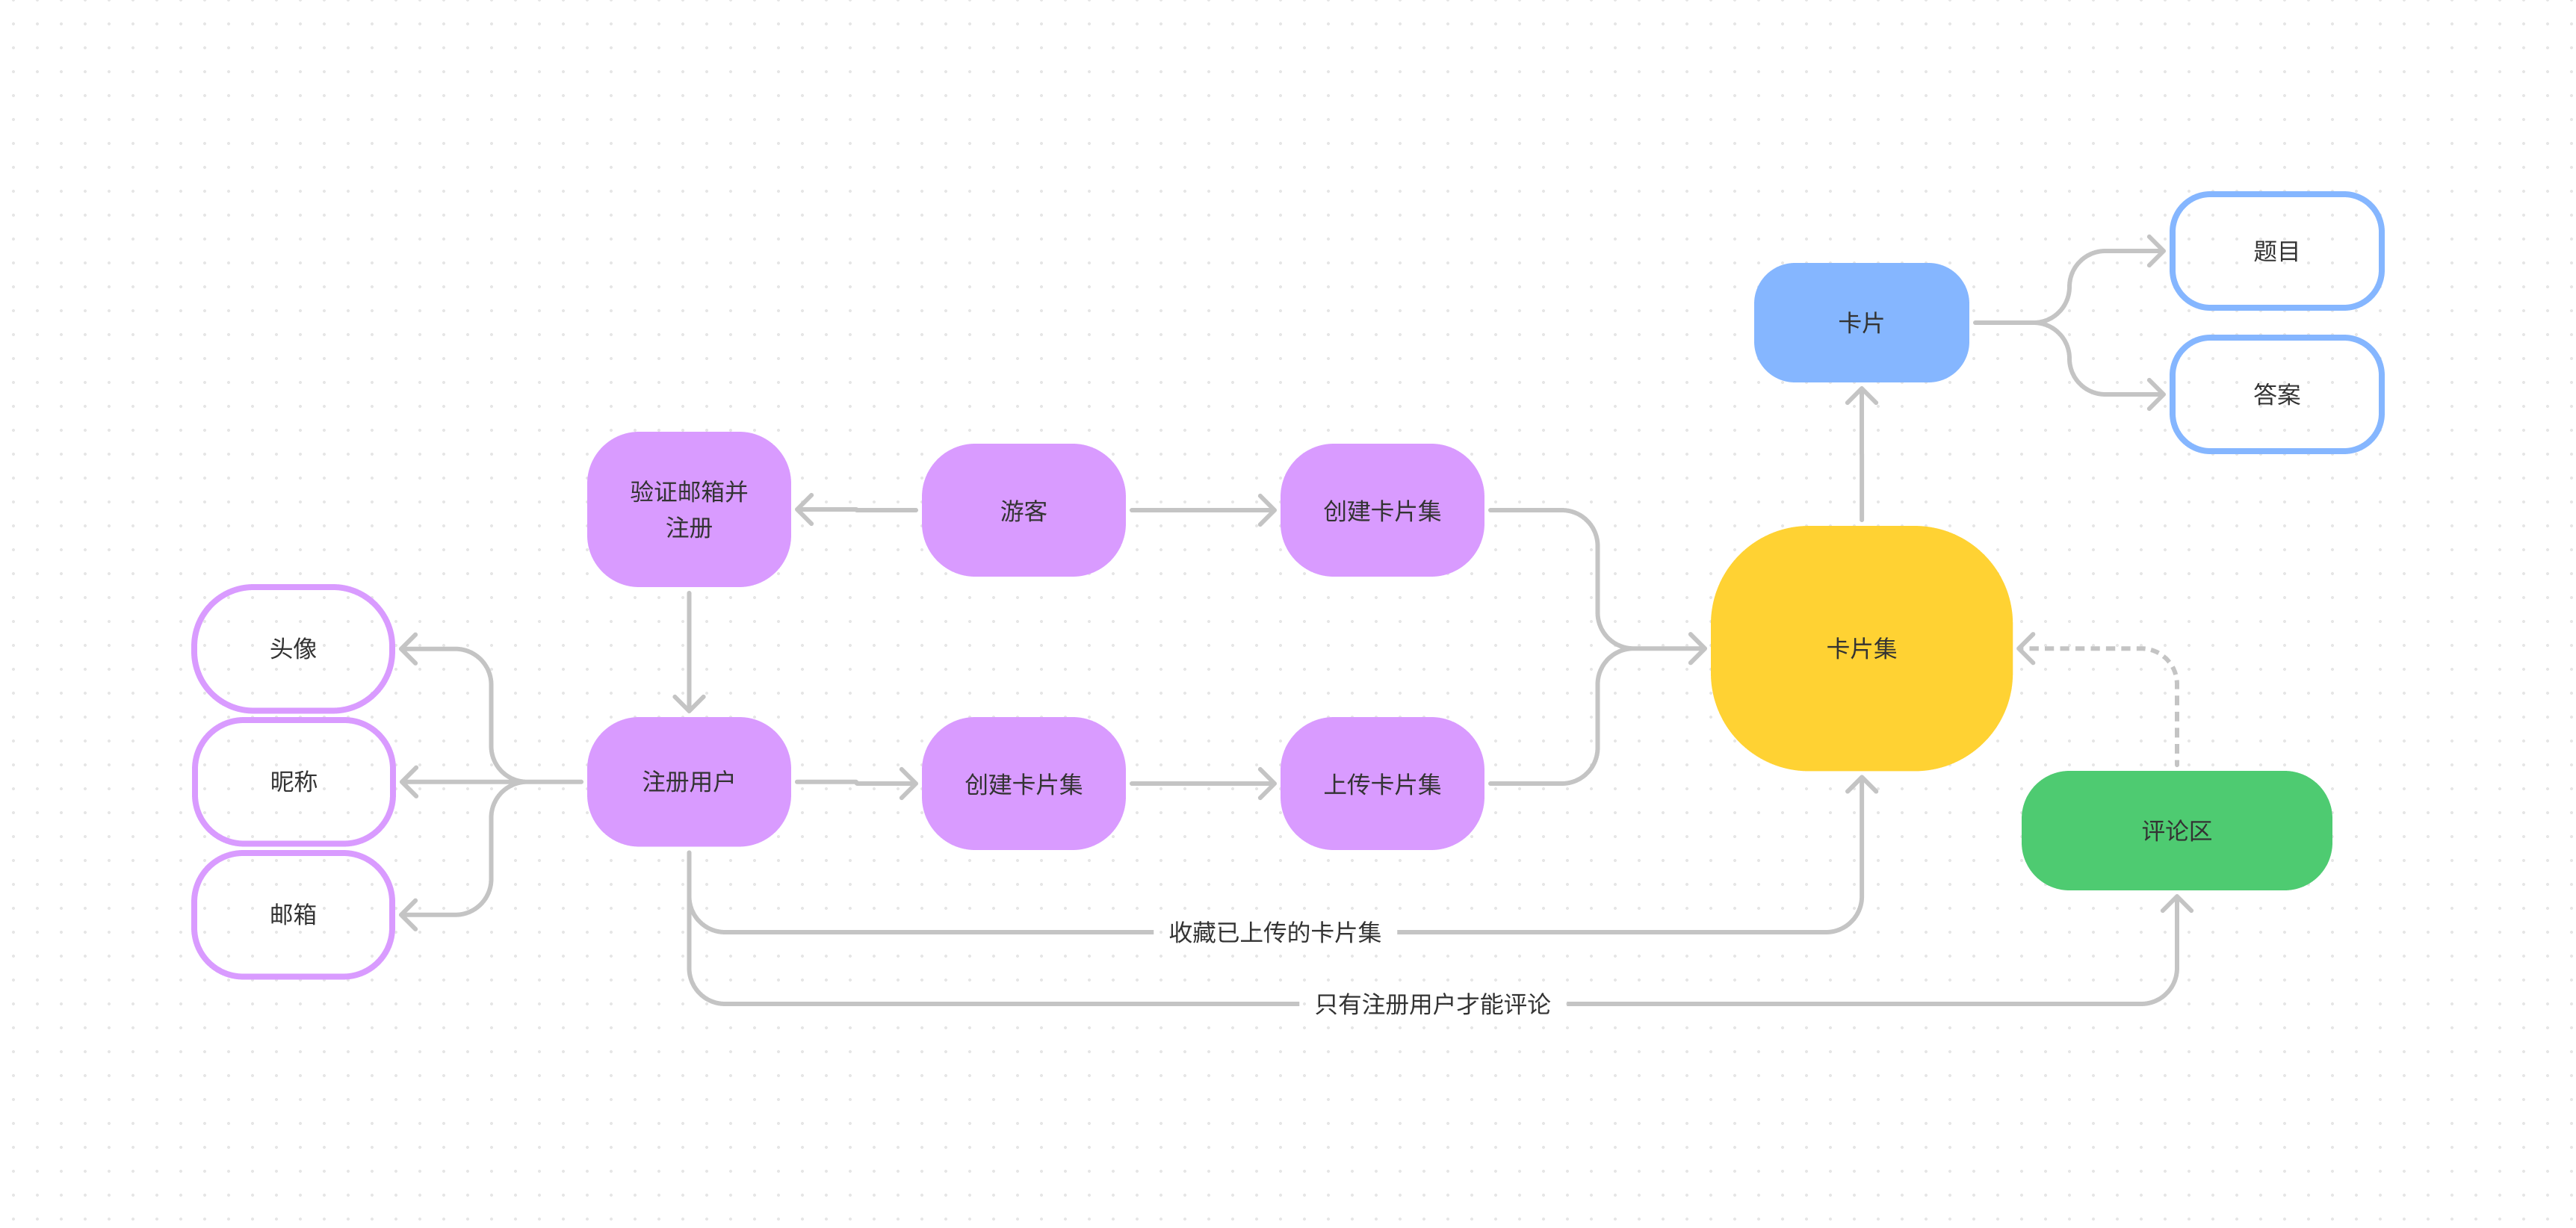 题目
卡片
答案
验证邮箱并
注册
游客
创建卡片集
头像
卡片集
昵称
注册用户
创建卡片集
上传卡片集
评论区
邮箱
收藏已上传的卡片集
只有注册用户才能评论